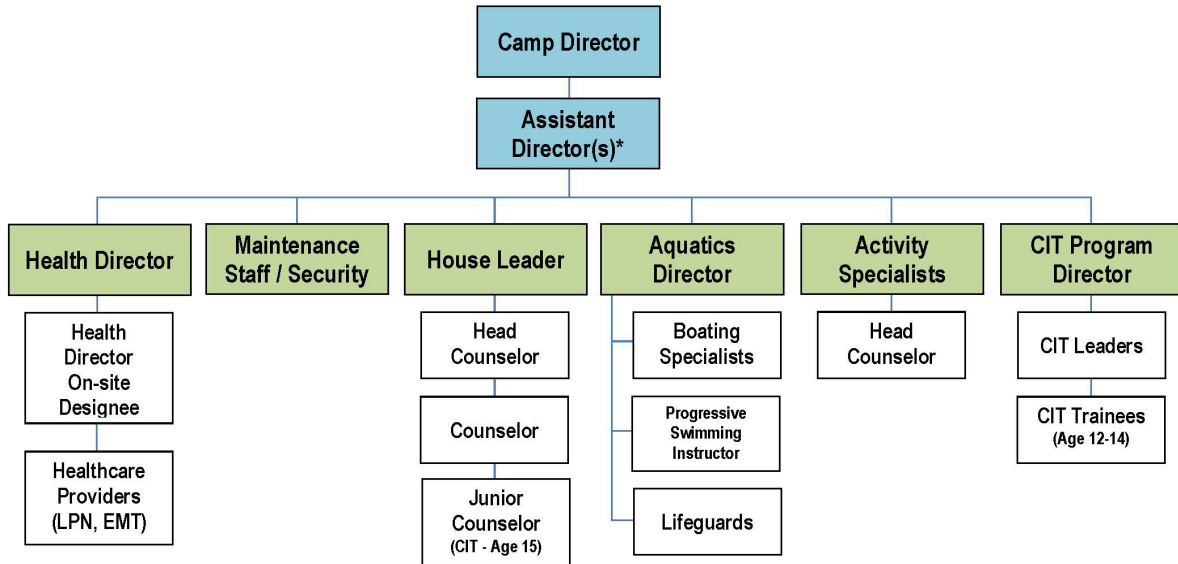 Camp Director
Assistant
Director(s)*
Health Director
Maintenance
Staff / Security
House Leader
Aquatics
Director
Activity
Specialists
CIT Program
Director
Health
Director
On-site
Designee
Healthcare
Providers
(LPN, EMT)
Head
Counselor
Counselor
Junior
Counselor
(CIT - Age 15)
Boating
Specialists
Progressive
Swimming
Instructor
Lifeguards
Head
Counselor
CIT Leaders
CIT Trainees
(Age 12-14)